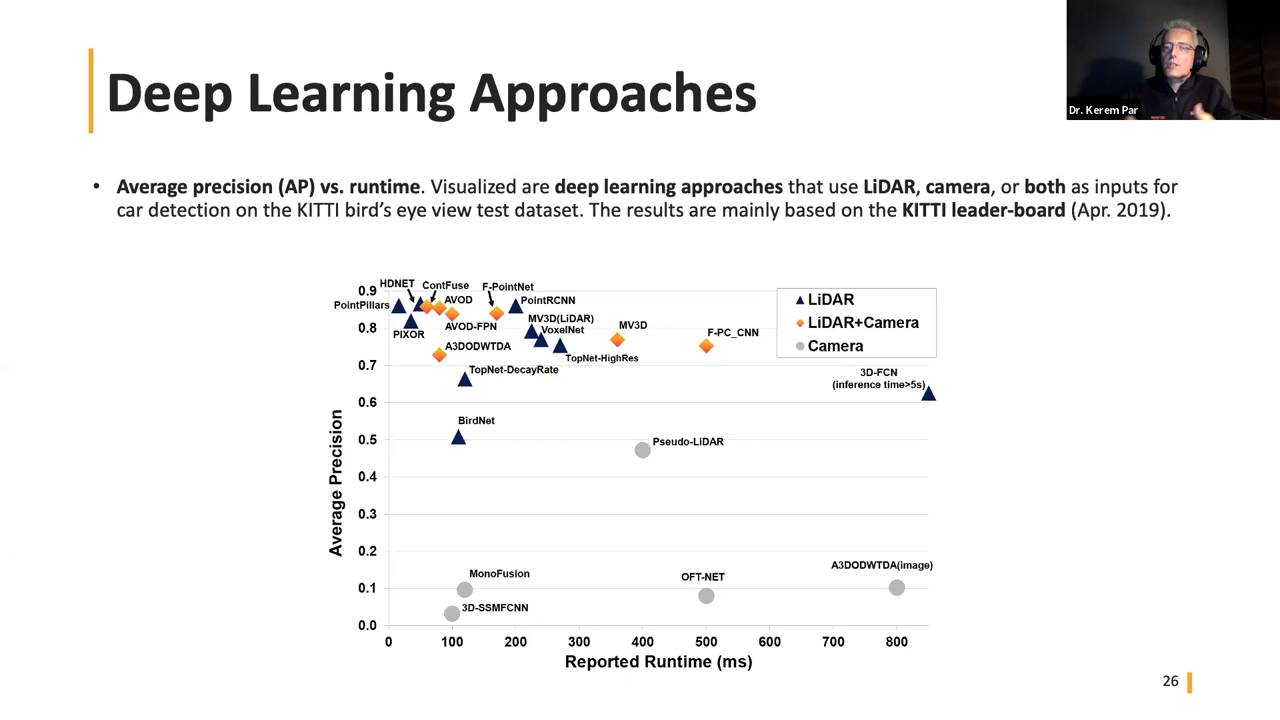 Deep Learning Approaches
Dr. Kerem Par
• Average precision (AP) vs. runtime. Visualized are deep learning approaches that use LiDAR, camera, or both as inputs for
car detection on the KITTI bird's eye view test dataset. The results are mainly based on the KITTI leader-board (Apr. 2019).
HDNET
ContFuse
F-PointNet
PointPillars
AVOD
PointRCNN
PIXOR
AVOD-FPN
MV3D(LiDAR)
VoxelNet
MV3D
F-PC_CNN
A3DODWTDA
TopNet-HighRes
TopNet-DecayRate
3D-FCN
(inference time>5s)
BirdNet
Pseudo-LiDAR
A3DODWTDA(image)
MonoFusion
OFT-NET
3D-SSMFCNN
LiDAR
LiDAR+Camera
Camera
Average Precision
0.9
0.8
0.7
0.6
0.5
0.4
0.3
0.2
0.1
0.0
0 100 200 300 400 500 600 700 800
Reported Runtime (ms)
26